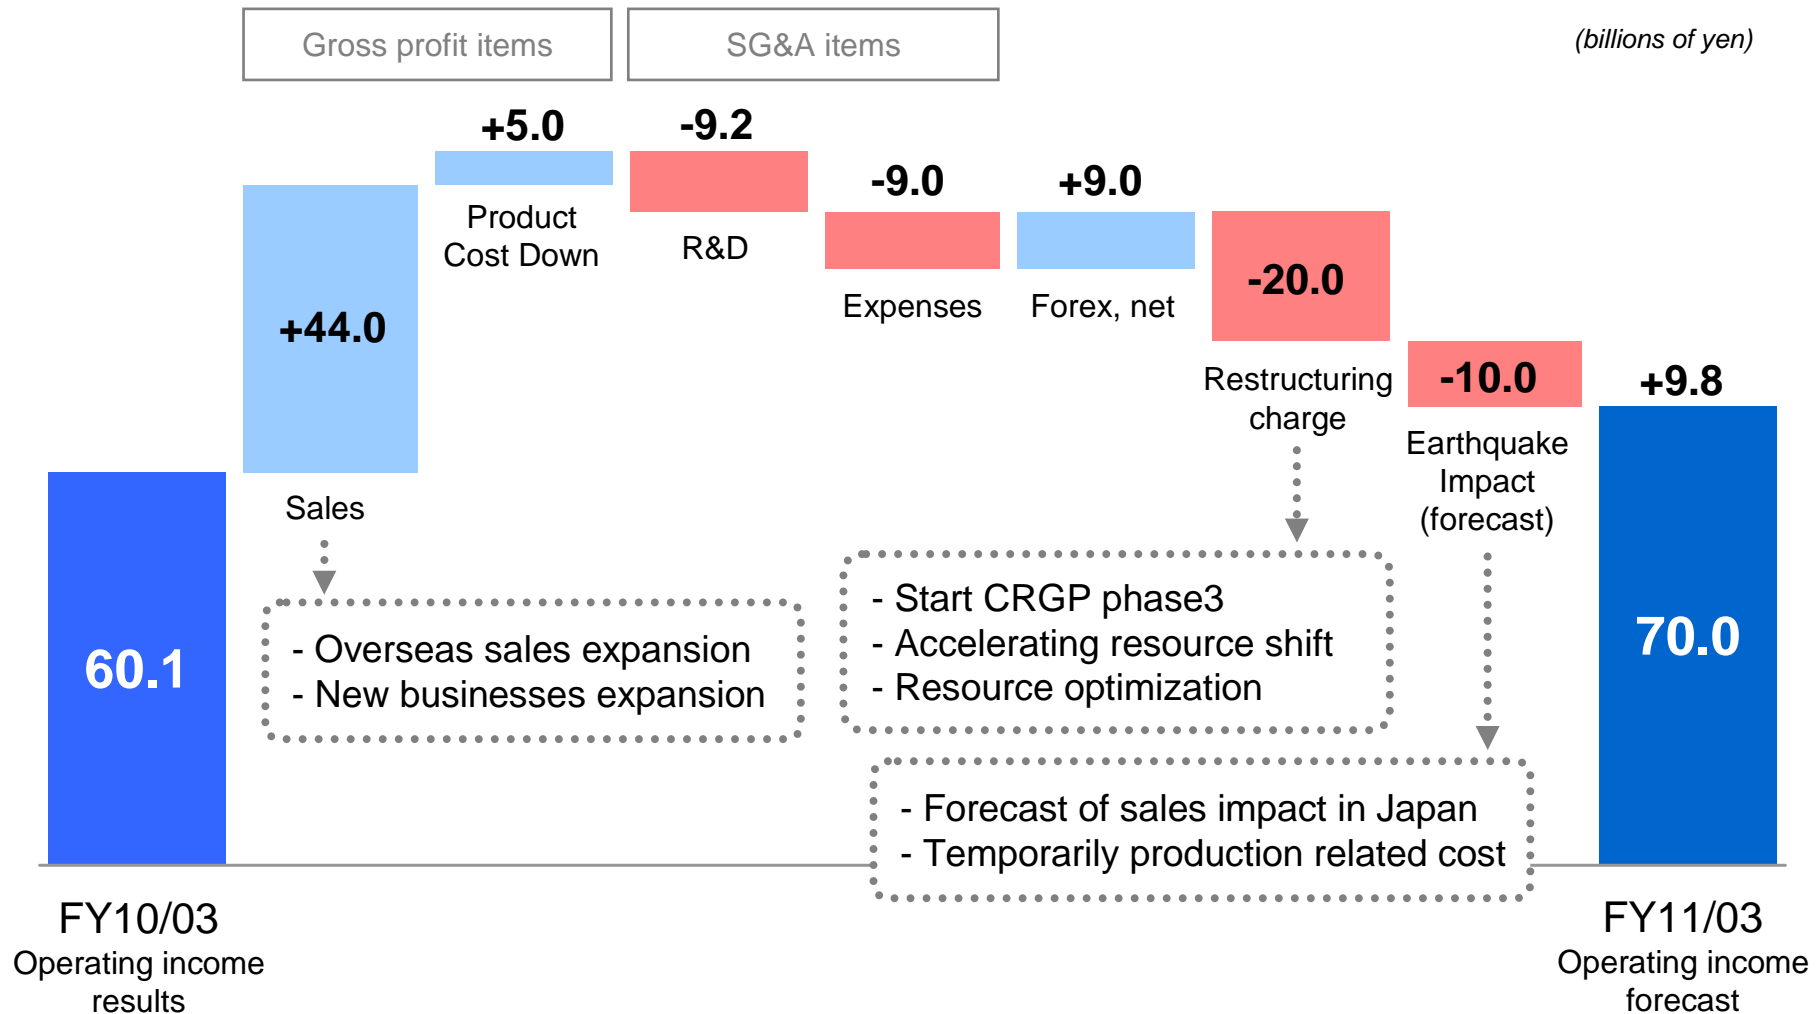 Gross profit items
SG&A items
(billions of yen)
60.1
FY10/03
Operating income
results
+44.0
Sales
- Overseas sales expansion
- New businesses expansion
+5.0
Product
Cost Down
-9.2
R&D
-9.0
Expenses
+9.0
Forex, net
-20.0
Restructuring
charge
- Start CRGP phase3
- Accelerating resource shift
- Resource optimization
-10.0
Earthquake
Impact
(forecast)
- Forecast of sales impact in Japan
- Temporarily production related cost
+9.8
70.0
FY11/03
Operating income
forecast